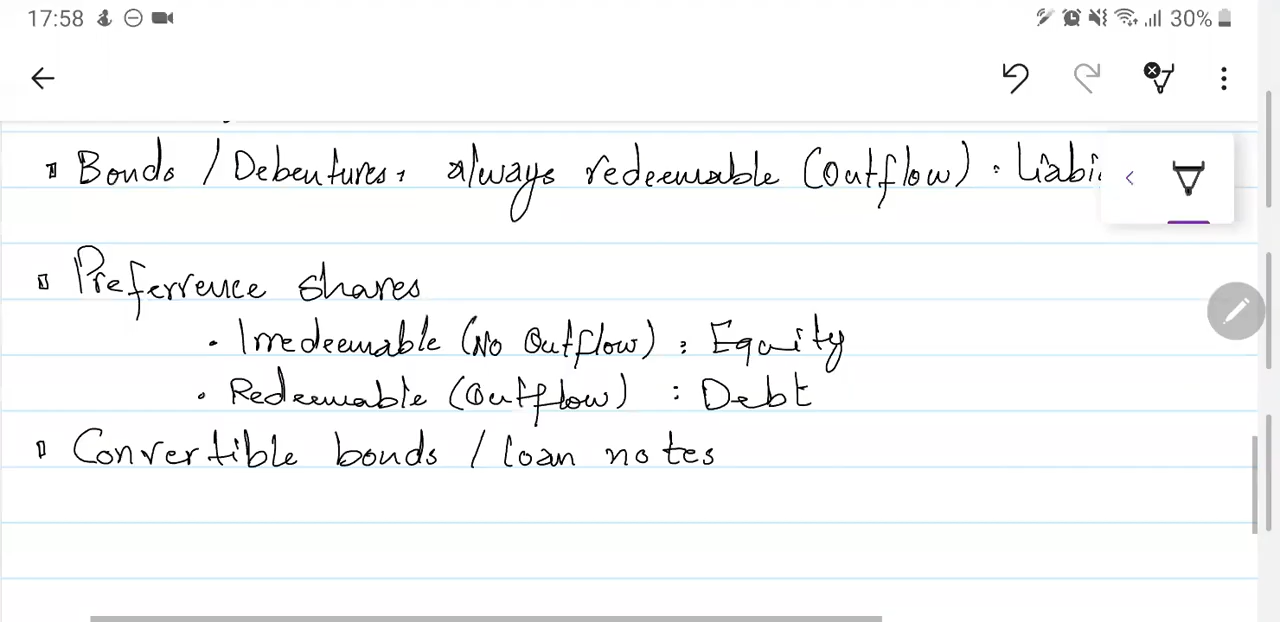 17:58 30%
Bonds / Debentures, always redeemable (Outflow) : Liabi
Preference shares
• Irredeemable (No Outflow) : Equity
• Redeemable (Outflow) : Debt
Convertible bonds / loan notes